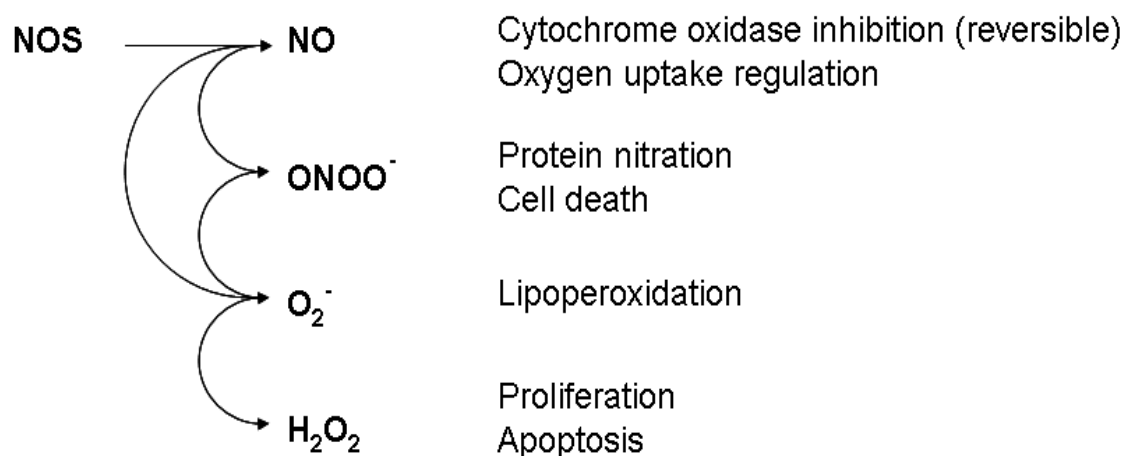 NOS NO Cytochrome oxidase inhibition (reversible)
Oxygen uptake regulation
ONOO⁻ Protein nitration
Cell death
O₂⁻ Lipoperoxidation
H₂O₂ Proliferation
Apoptosis